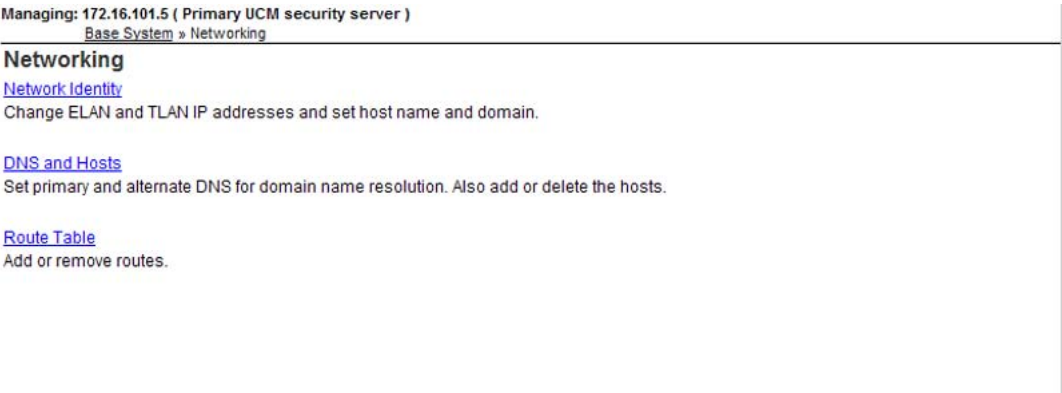 Managing: 172.16.101.5 ( Primary UCM security server )
Base System » Networking
Networking
Network Identity
Change ELAN and TLAN IP addresses and set host name and domain.
DNS and Hosts
Set primary and alternate DNS for domain name resolution. Also add or delete the hosts.
Route Table
Add or remove routes.